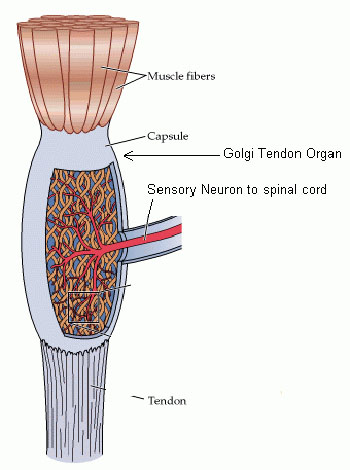 Muscle fibers
Capsule
Golgi Tendon Organ
Sensory Neuron to spinal cord
Tendon